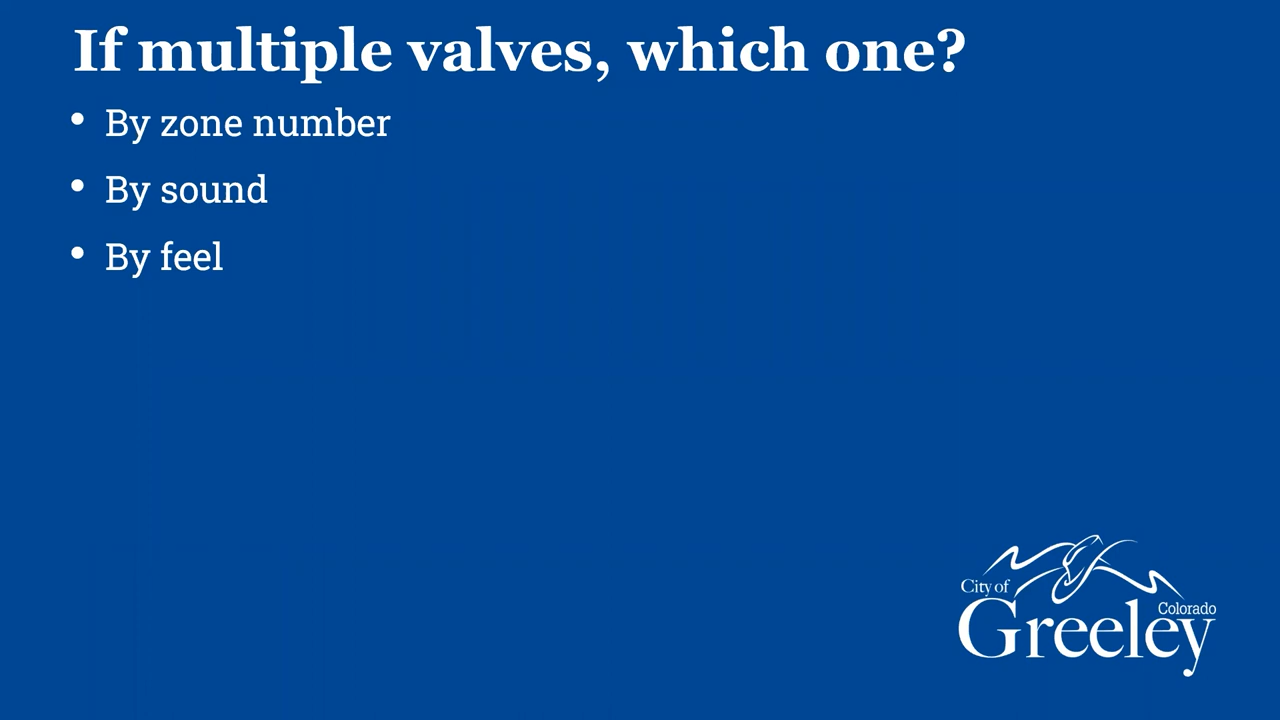 If multiple valves, which one?
• By zone number
• By sound
• By feel
City of
Colorado
Greeley